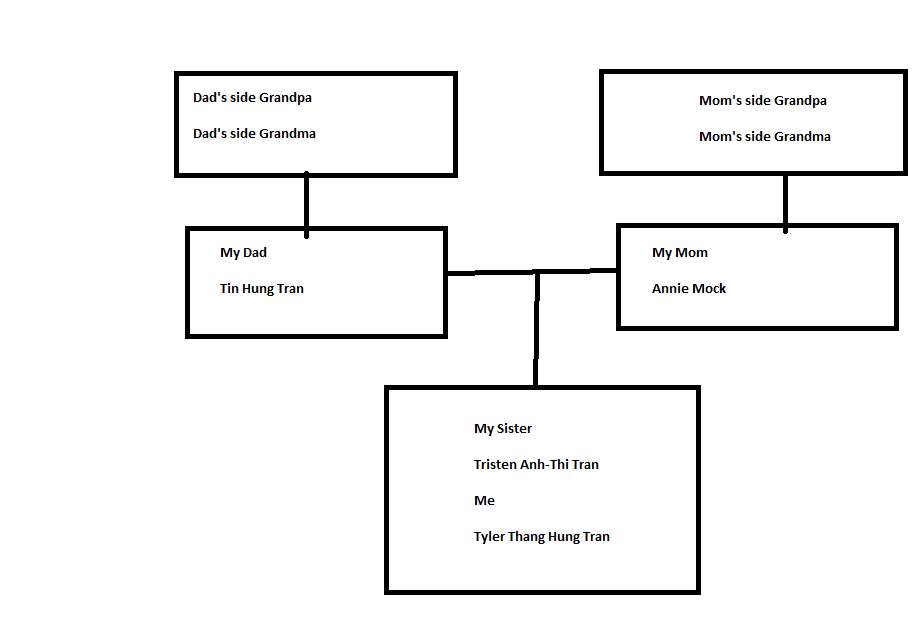 Dad's side Grandpa
Dad's side Grandma
Mom's side Grandpa
Mom's side Grandma
My Dad
Tin Hung Tran
My Mom
Annie Mock
My Sister
Tristen Anh-Thi Tran
Me
Tyler Thang Hung Tran